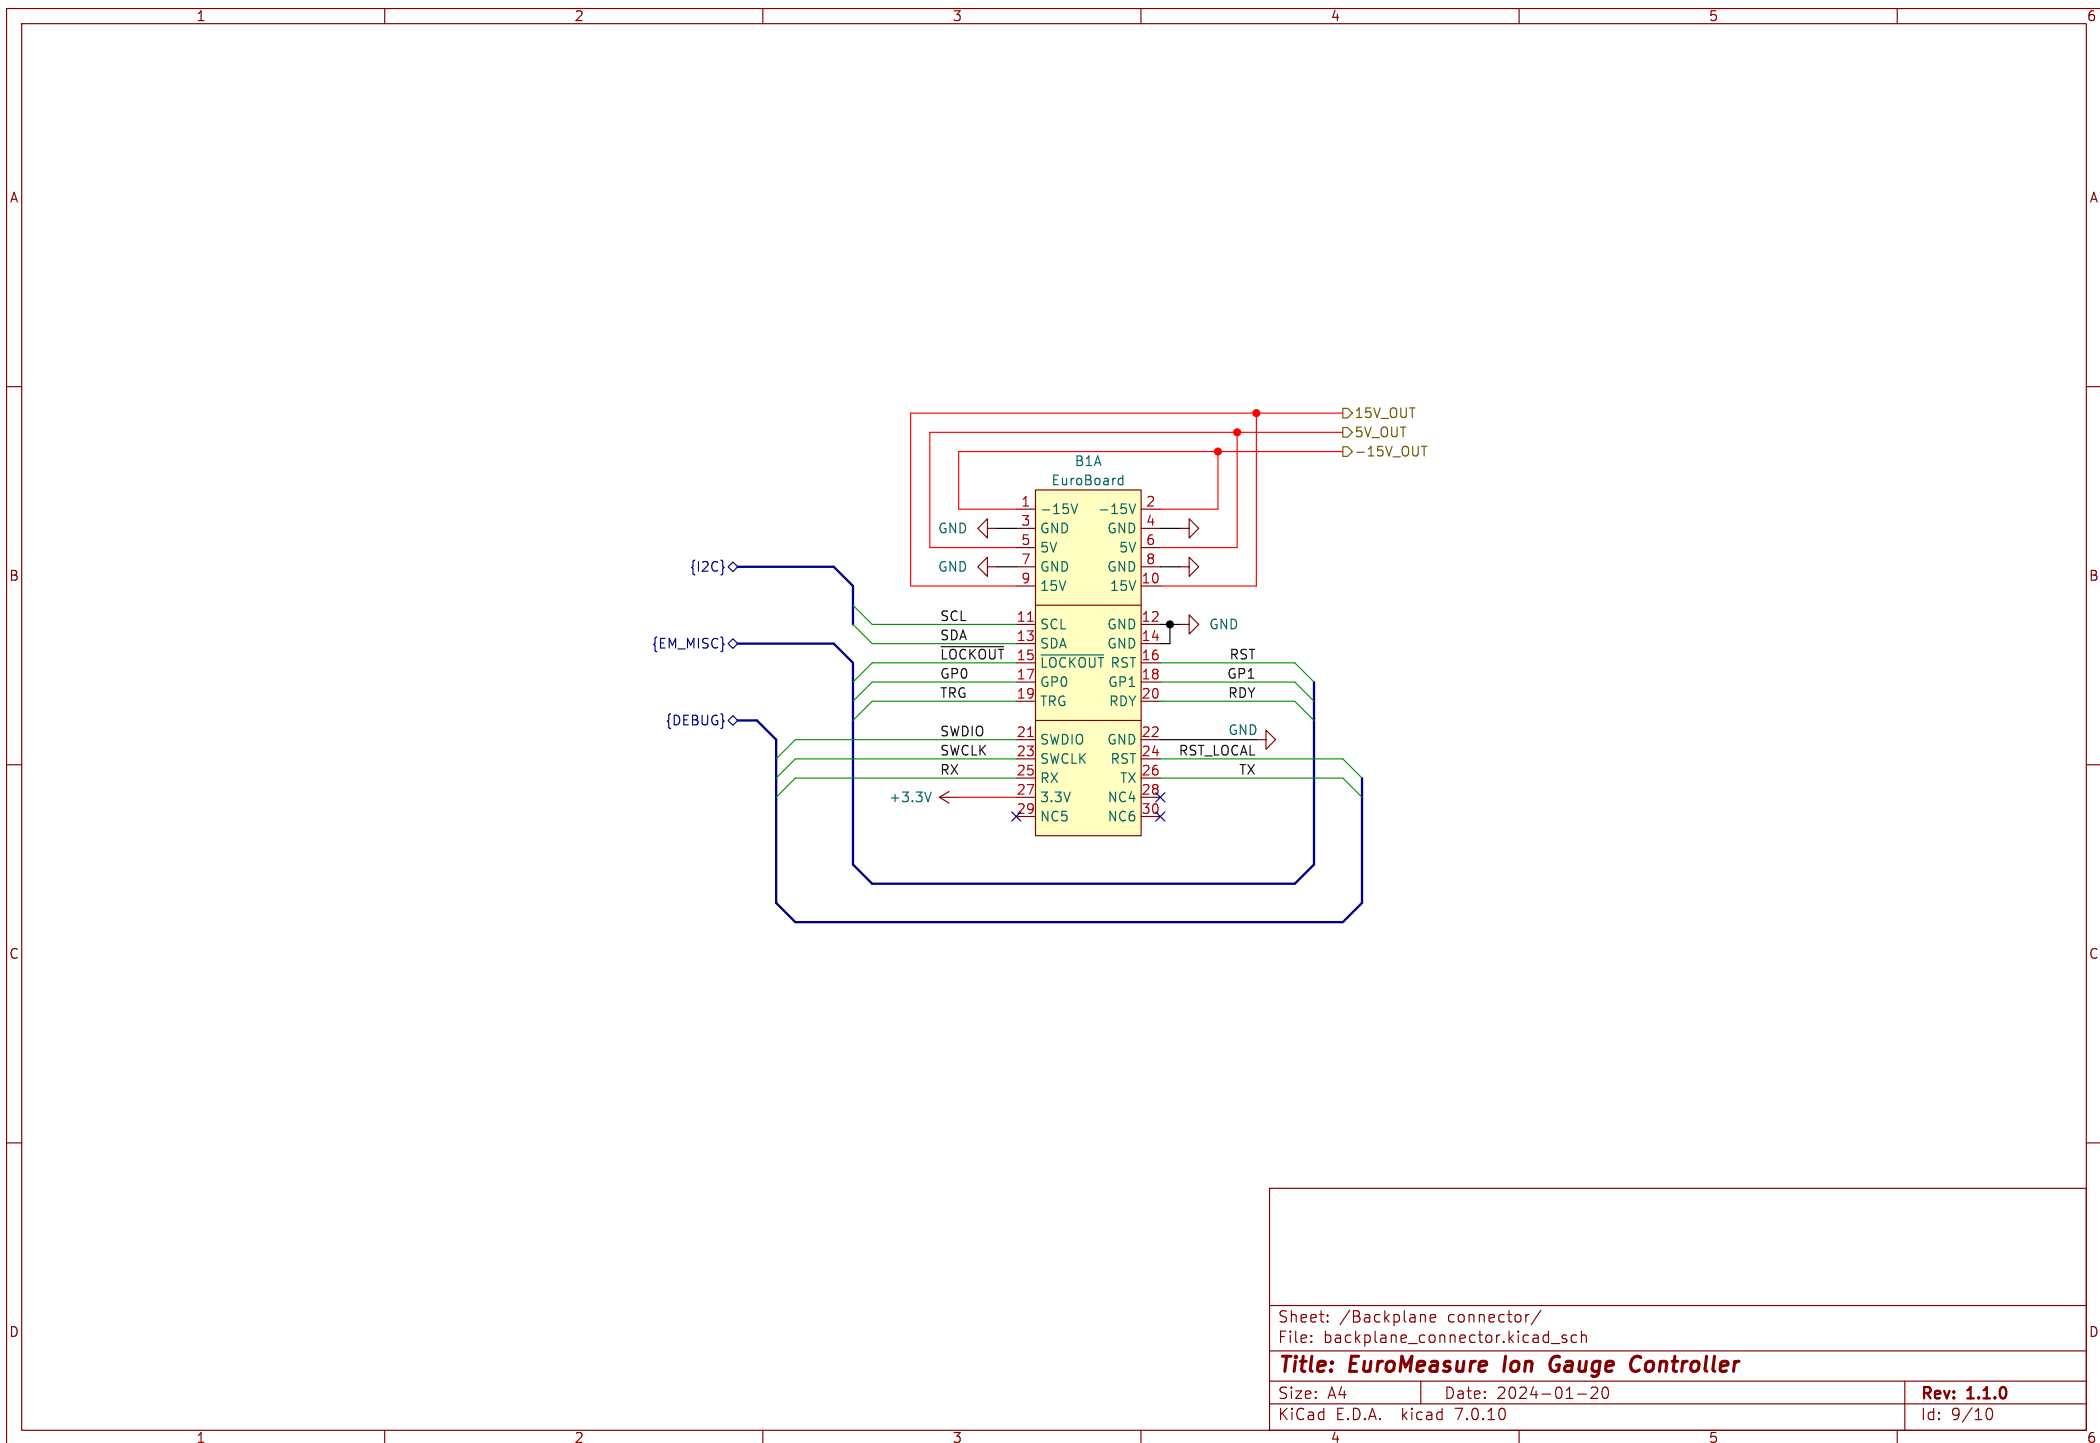 1 2 3 4 5 6
A A
15V_OUT
5V_OUT
-15V_OUT
B1A
EuroBoard
1 -15V -15V 2
GND 3 GND GND 4
5 5V 5V 6
GND 7 GND GND 8
9 15V 15V 10
B B
{I2C}
SCL 11 SCL GND 12 GND
SDA 13 SDA GND 14
{EM_MISC}
LOCKOUT 15 LOCKOUT RST 16 RST
GP0 17 GP0 GP1 18 GP1
TRG 19 TRG RDY 20 RDY
{DEBUG}
SWDIO 21 SWDIO GND 22 GND
SWCLK 23 SWCLK RST 24 RST_LOCAL
RX 25 RX TX 26 TX
+3.3V 27 3.3V NC4 28
29 NC5 NC6 30
C C
Sheet: /Backplane connector/
File: backplane_connector.kicad_sch
D D
Title: EuroMeasure Ion Gauge Controller
Size: A4 Date: 2024-01-20 Rev: 1.1.0
KiCad E.D.A. kicad 7.0.10 Id: 9/10
1 2 3 4 5 6